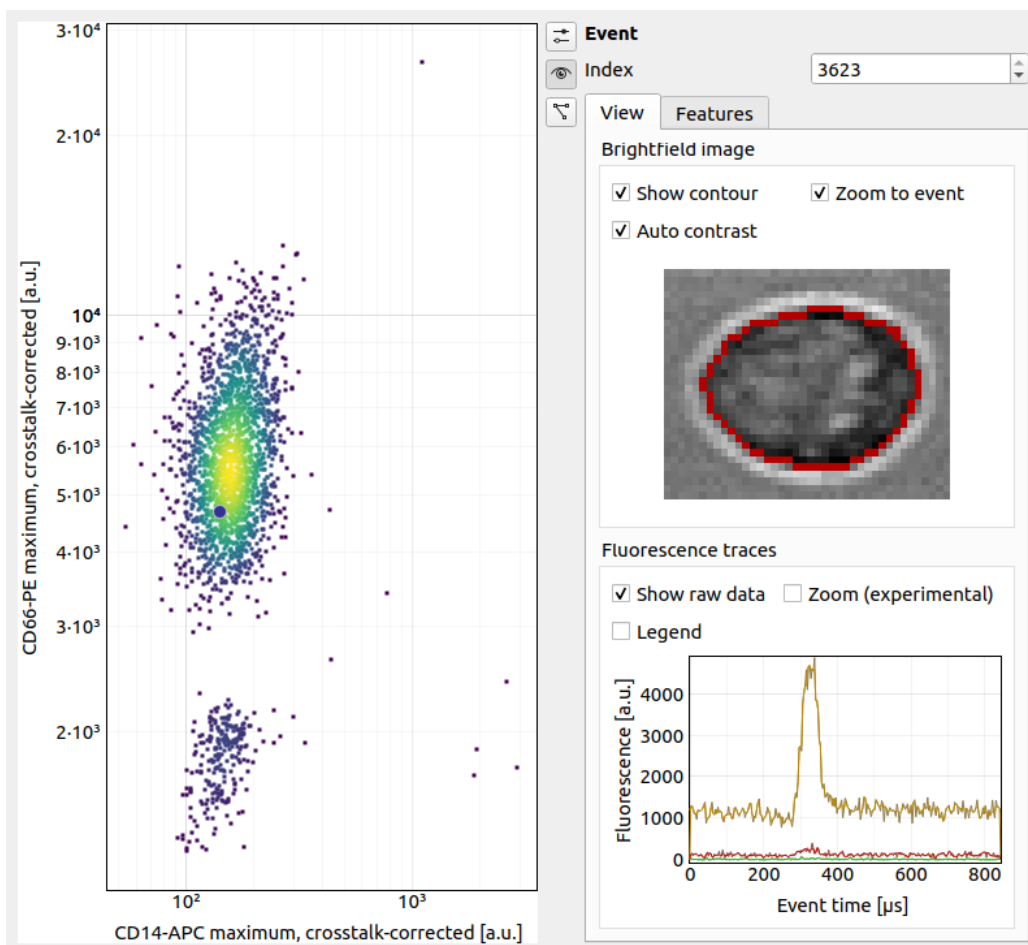 3·10⁴
2·10⁴
10⁴
9·10³
8·10³
7·10³
6·10³
5·10³
4·10³
3·10³
2·10³
CD66-PE maximum, crosstalk-corrected [a.u.]
10²
10³
CD14-APC maximum, crosstalk-corrected [a.u.]
Event
Index
3623
View
Features
Brightfield image
Show contour
Zoom to event
Auto contrast
Fluorescence traces
Show raw data
Zoom (experimental)
Legend
Fluorescence [a.u.]
4000
3000
2000
1000
0
0
200
400
600
800
Event time [µs]